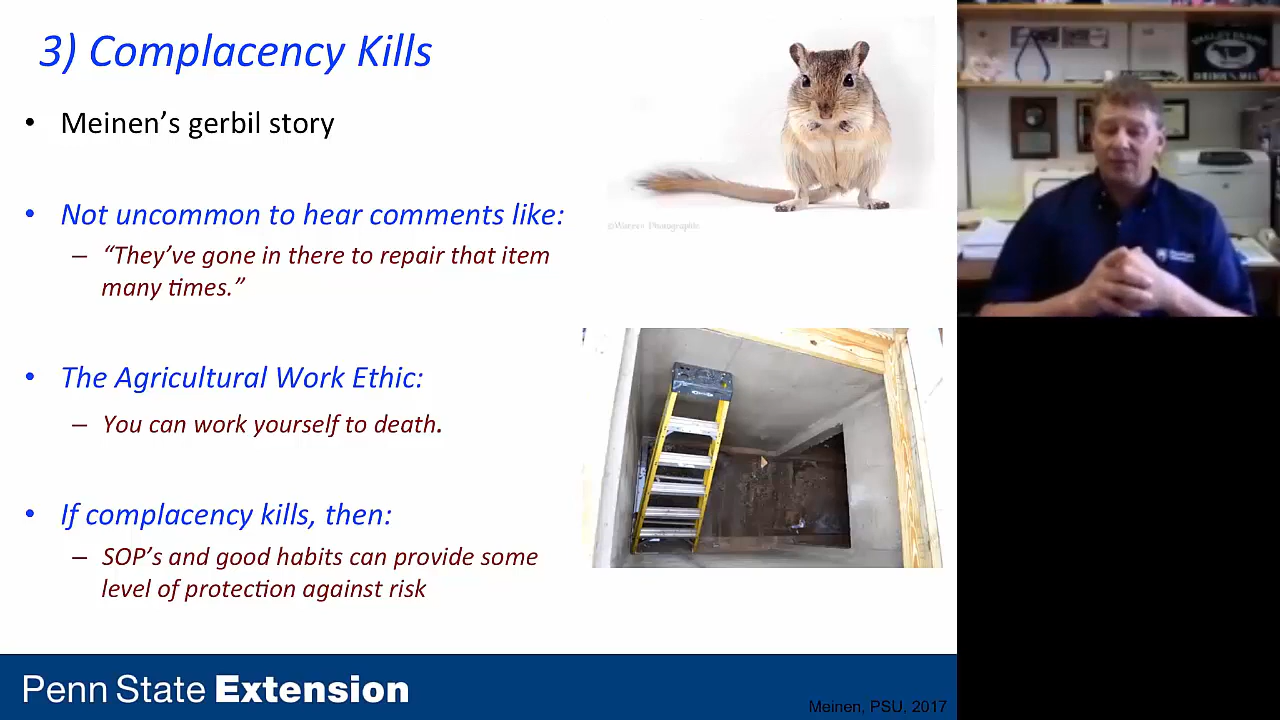 3) Complacency Kills
• Meinen’s gerbil story
• Not uncommon to hear comments like:
– “They’ve gone in there to repair that item
many times.”
• The Agricultural Work Ethic:
– You can work yourself to death.
• If complacency kills, then:
– SOP’s and good habits can provide some
level of protection against risk
©Warren Photographic
Penn State Extension
Meinen, PSU, 2017